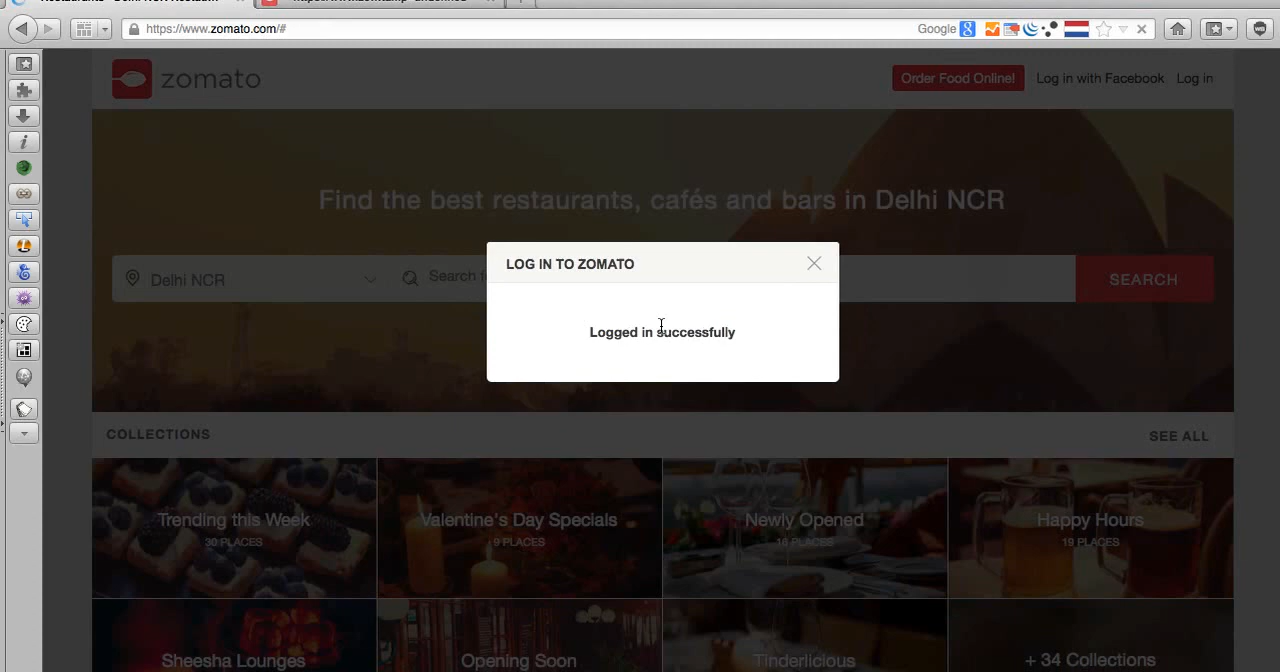 https://www.zomato.com/#
Google
zomato
Order Food Online!
Log in with Facebook
Log in
Find the best restaurants, cafés and bars in Delhi NCR
Delhi NCR
Search f
SEARCH
LOG IN TO ZOMATO
Logged in successfully
COLLECTIONS
SEE ALL
Trending this Week
30 PLACES
Valentine's Day Specials
9 PLACES
Newly Opened
10 PLACES
Happy Hours
19 PLACES
Sheesha Lounges
Opening Soon
Tinderlicious
+ 34 Collections